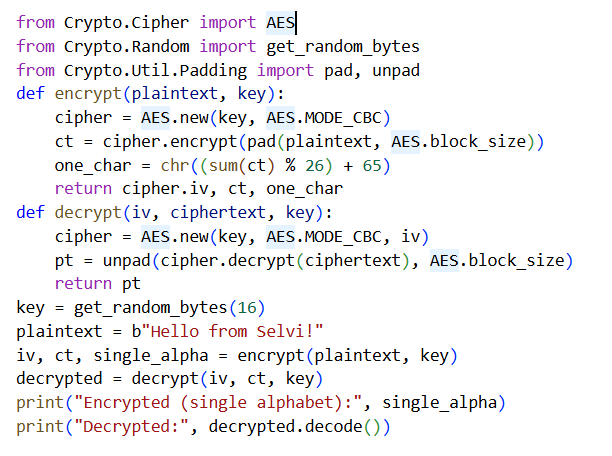 from Crypto.Cipher import AES
from Crypto.Random import get_random_bytes
from Crypto.Util.Padding import pad, unpad
def encrypt(plaintext, key):
    cipher = AES.new(key, AES.MODE_CBC)
    ct = cipher.encrypt(pad(plaintext, AES.block_size))
    one_char = chr((sum(ct) % 26) + 65)
    return cipher.iv, ct, one_char
def decrypt(iv, ciphertext, key):
    cipher = AES.new(key, AES.MODE_CBC, iv)
    pt = unpad(cipher.decrypt(ciphertext), AES.block_size)
    return pt
key = get_random_bytes(16)
plaintext = b"Hello from Selvi!"
iv, ct, single_alpha = encrypt(plaintext, key)
decrypted = decrypt(iv, ct, key)
print("Encrypted (single alphabet):", single_alpha)
print("Decrypted:", decrypted.decode())